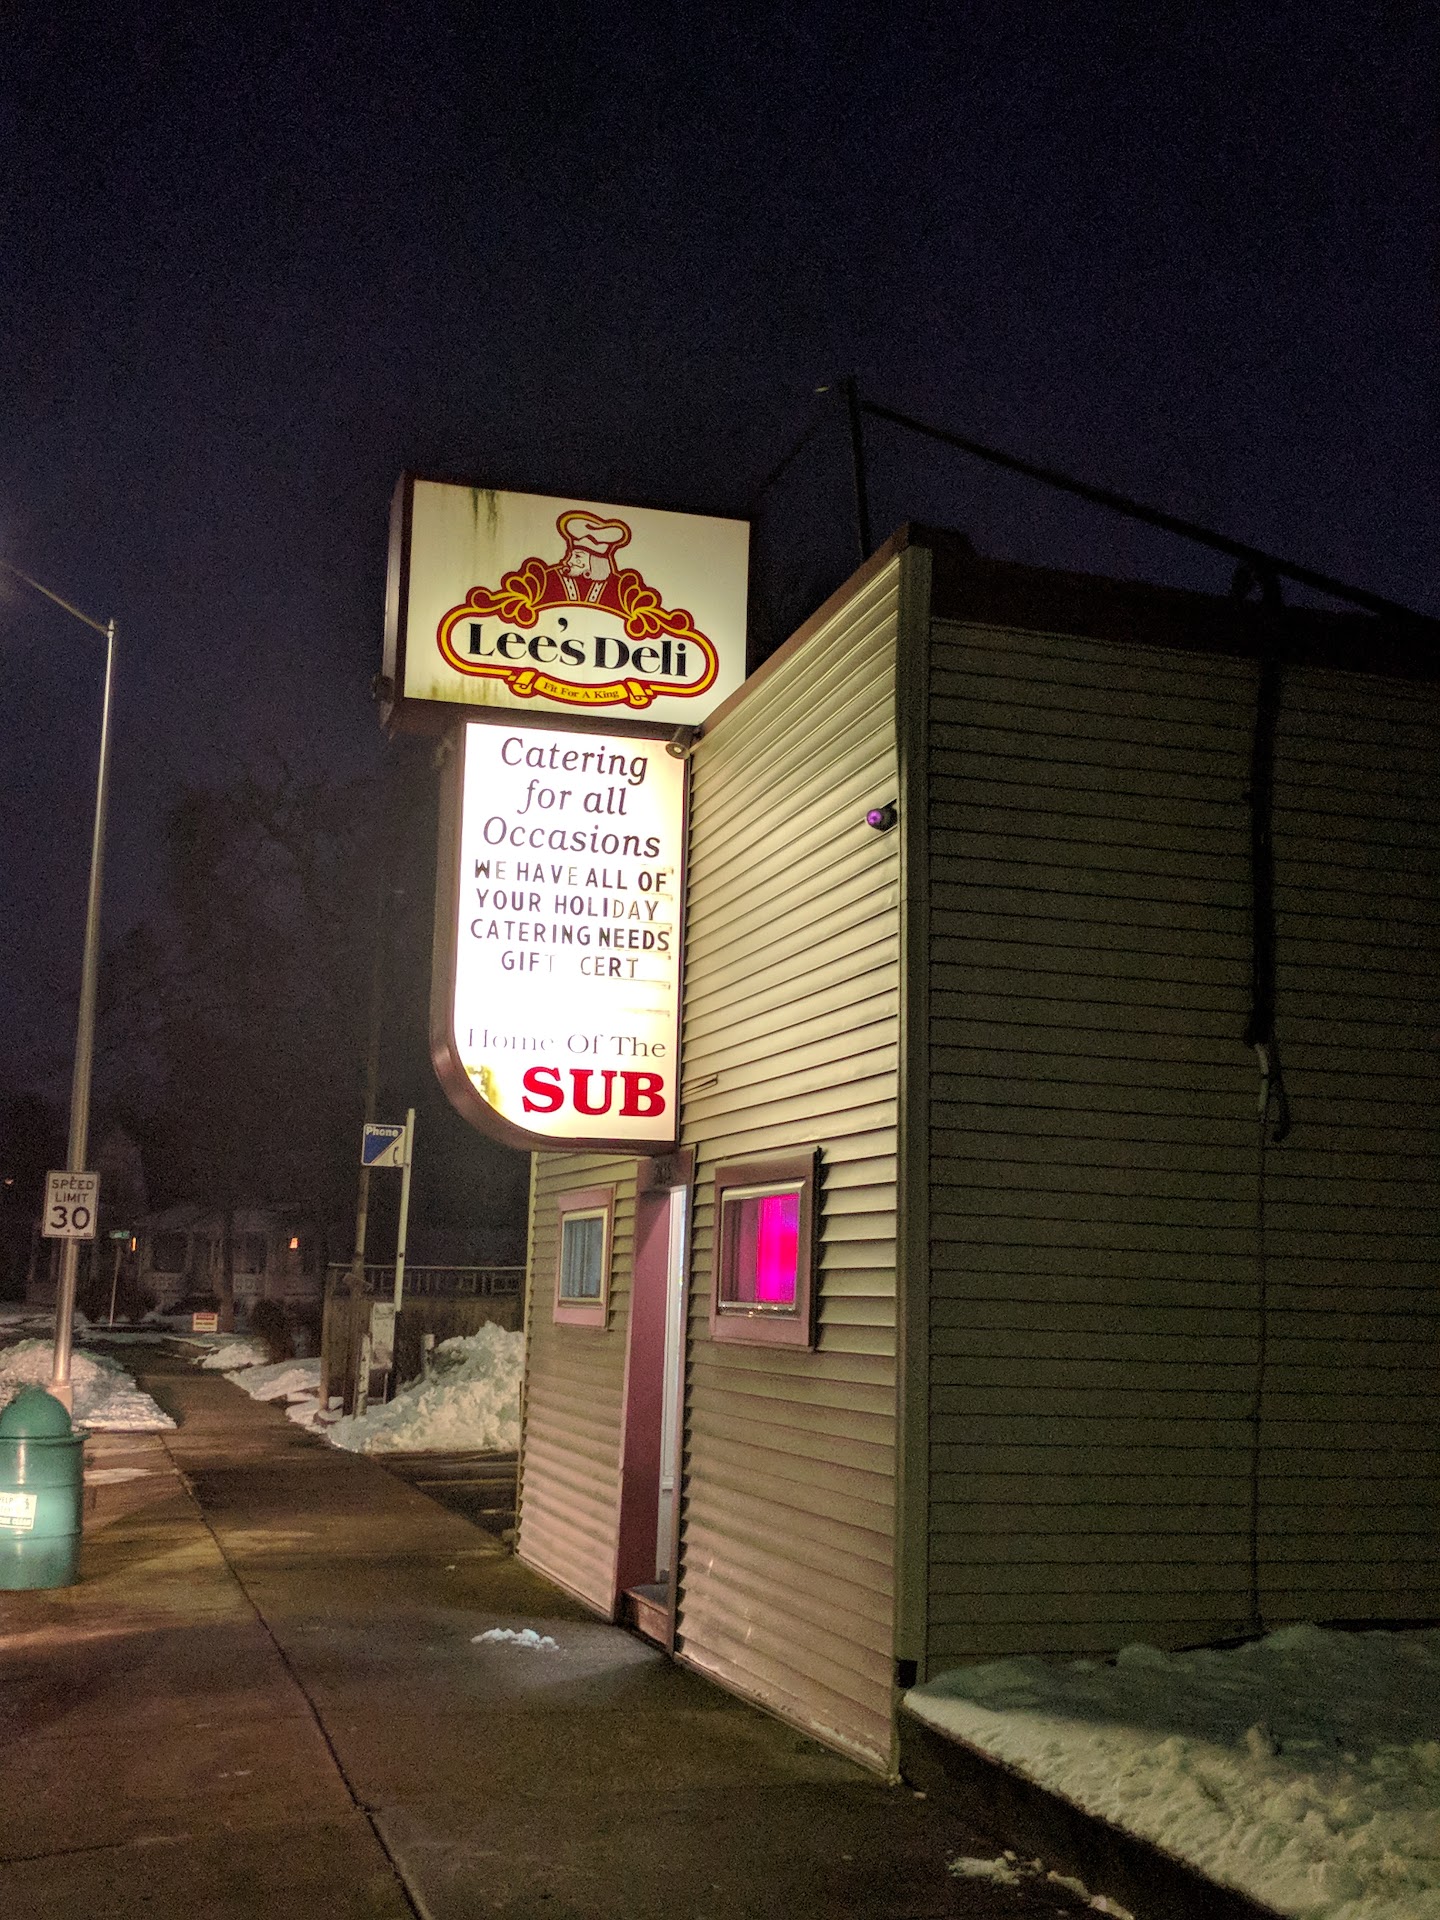 Lee's Deli
Fit For A King
Catering
for all
Occasions
WE HAVE ALL OF
YOUR HOLIDAY
CATERING NEEDS
GIFT CERT
Home Of The
SUB
Phone
SPEED
LIMIT
30